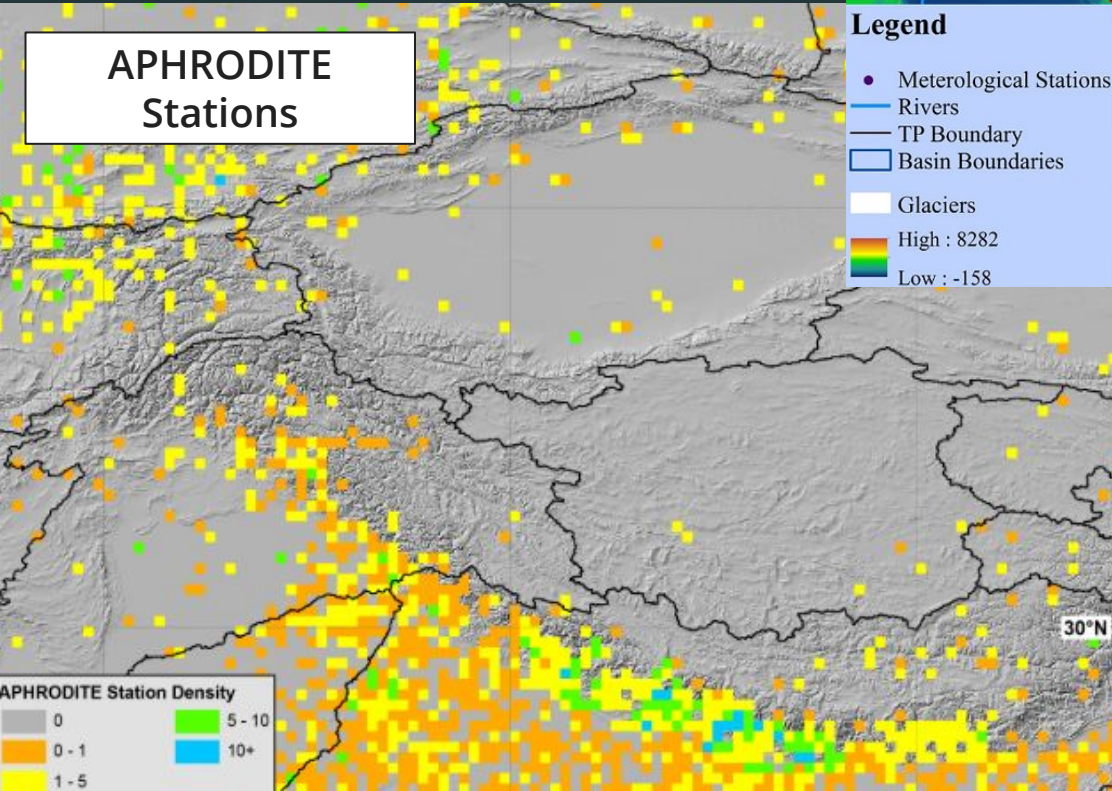 APHRODITE
Stations
Legend
Meterological Stations
Rivers
TP Boundary
Basin Boundaries
Glaciers
High : 8282
Low : -158
30°N
APHRODITE Station Density
0
5 - 10
0 - 1
10+
1 - 5